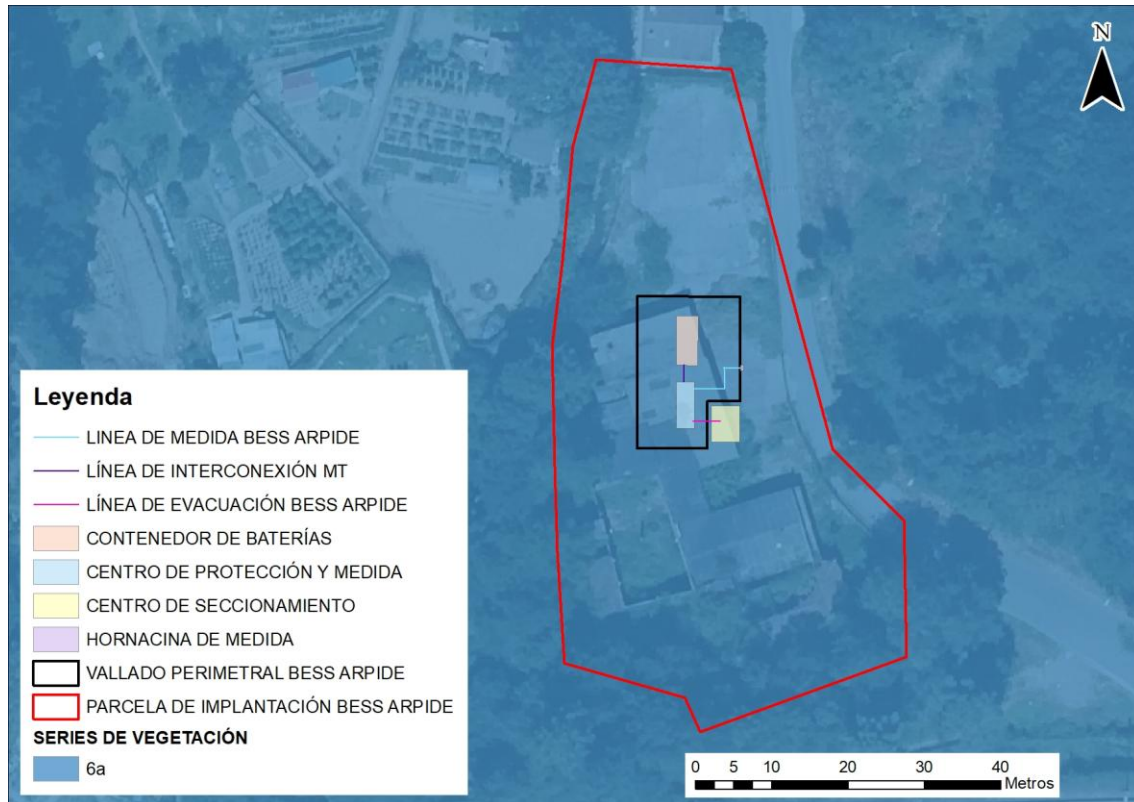 N
Leyenda
LINEA DE MEDIDA BESS ARPIDE
LÍNEA DE INTERCONEXIÓN MT
LÍNEA DE EVACUACIÓN BESS ARPIDE
CONTENEDOR DE BATERÍAS
CENTRO DE PROTECCIÓN Y MEDIDA
CENTRO DE SECCIONAMIENTO
HORNACINA DE MEDIDA
VALLADO PERIMETRAL BESS ARPIDE
PARCELA DE IMPLANTACIÓN BESS ARPIDE
SERIES DE VEGETACIÓN
6a
0 5 10 20 30 40
Metros